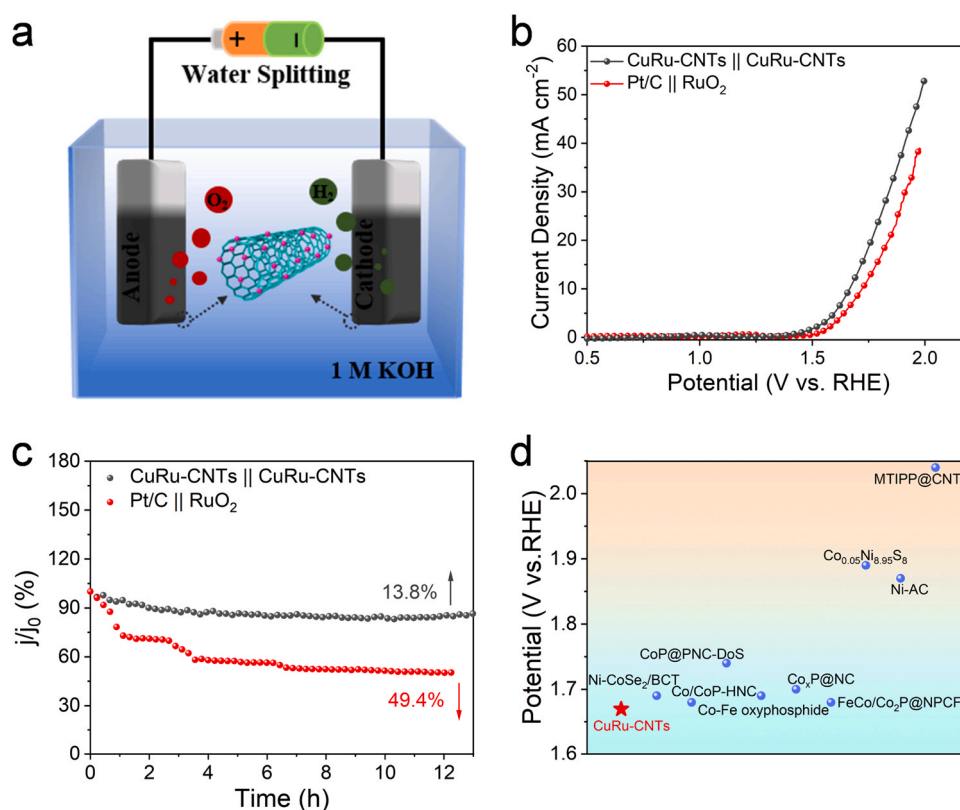 a
+ −
Water Splitting
O₂
H₂
Anode
Cathode
1 M KOH
b
CuRu-CNTs || CuRu-CNTs
Pt/C || RuO₂
Current Density (mA cm⁻²)
60
50
40
30
20
10
0
0.5 1.0 1.5 2.0
Potential (V vs. RHE)
c
CuRu-CNTs || CuRu-CNTs
Pt/C || RuO₂
j/j₀ (%)
180
150
120
90
60
30
0
13.8%
49.4%
0 2 4 6 8 10 12
Time (h)
d
Potential (V vs.RHE)
2.0
1.9
1.8
1.7
1.6
MTIPP@CNT
Co₀.₀₅Ni₈.₉₅S₈
Ni-AC
CoP@PNC-DoS
Ni-CoSe₂/BCT
Co/CoP-HNC
CoₓP@NC
Co-Fe oxyphosphide
FeCo/Co₂P@NPCF
CuRu-CNTs